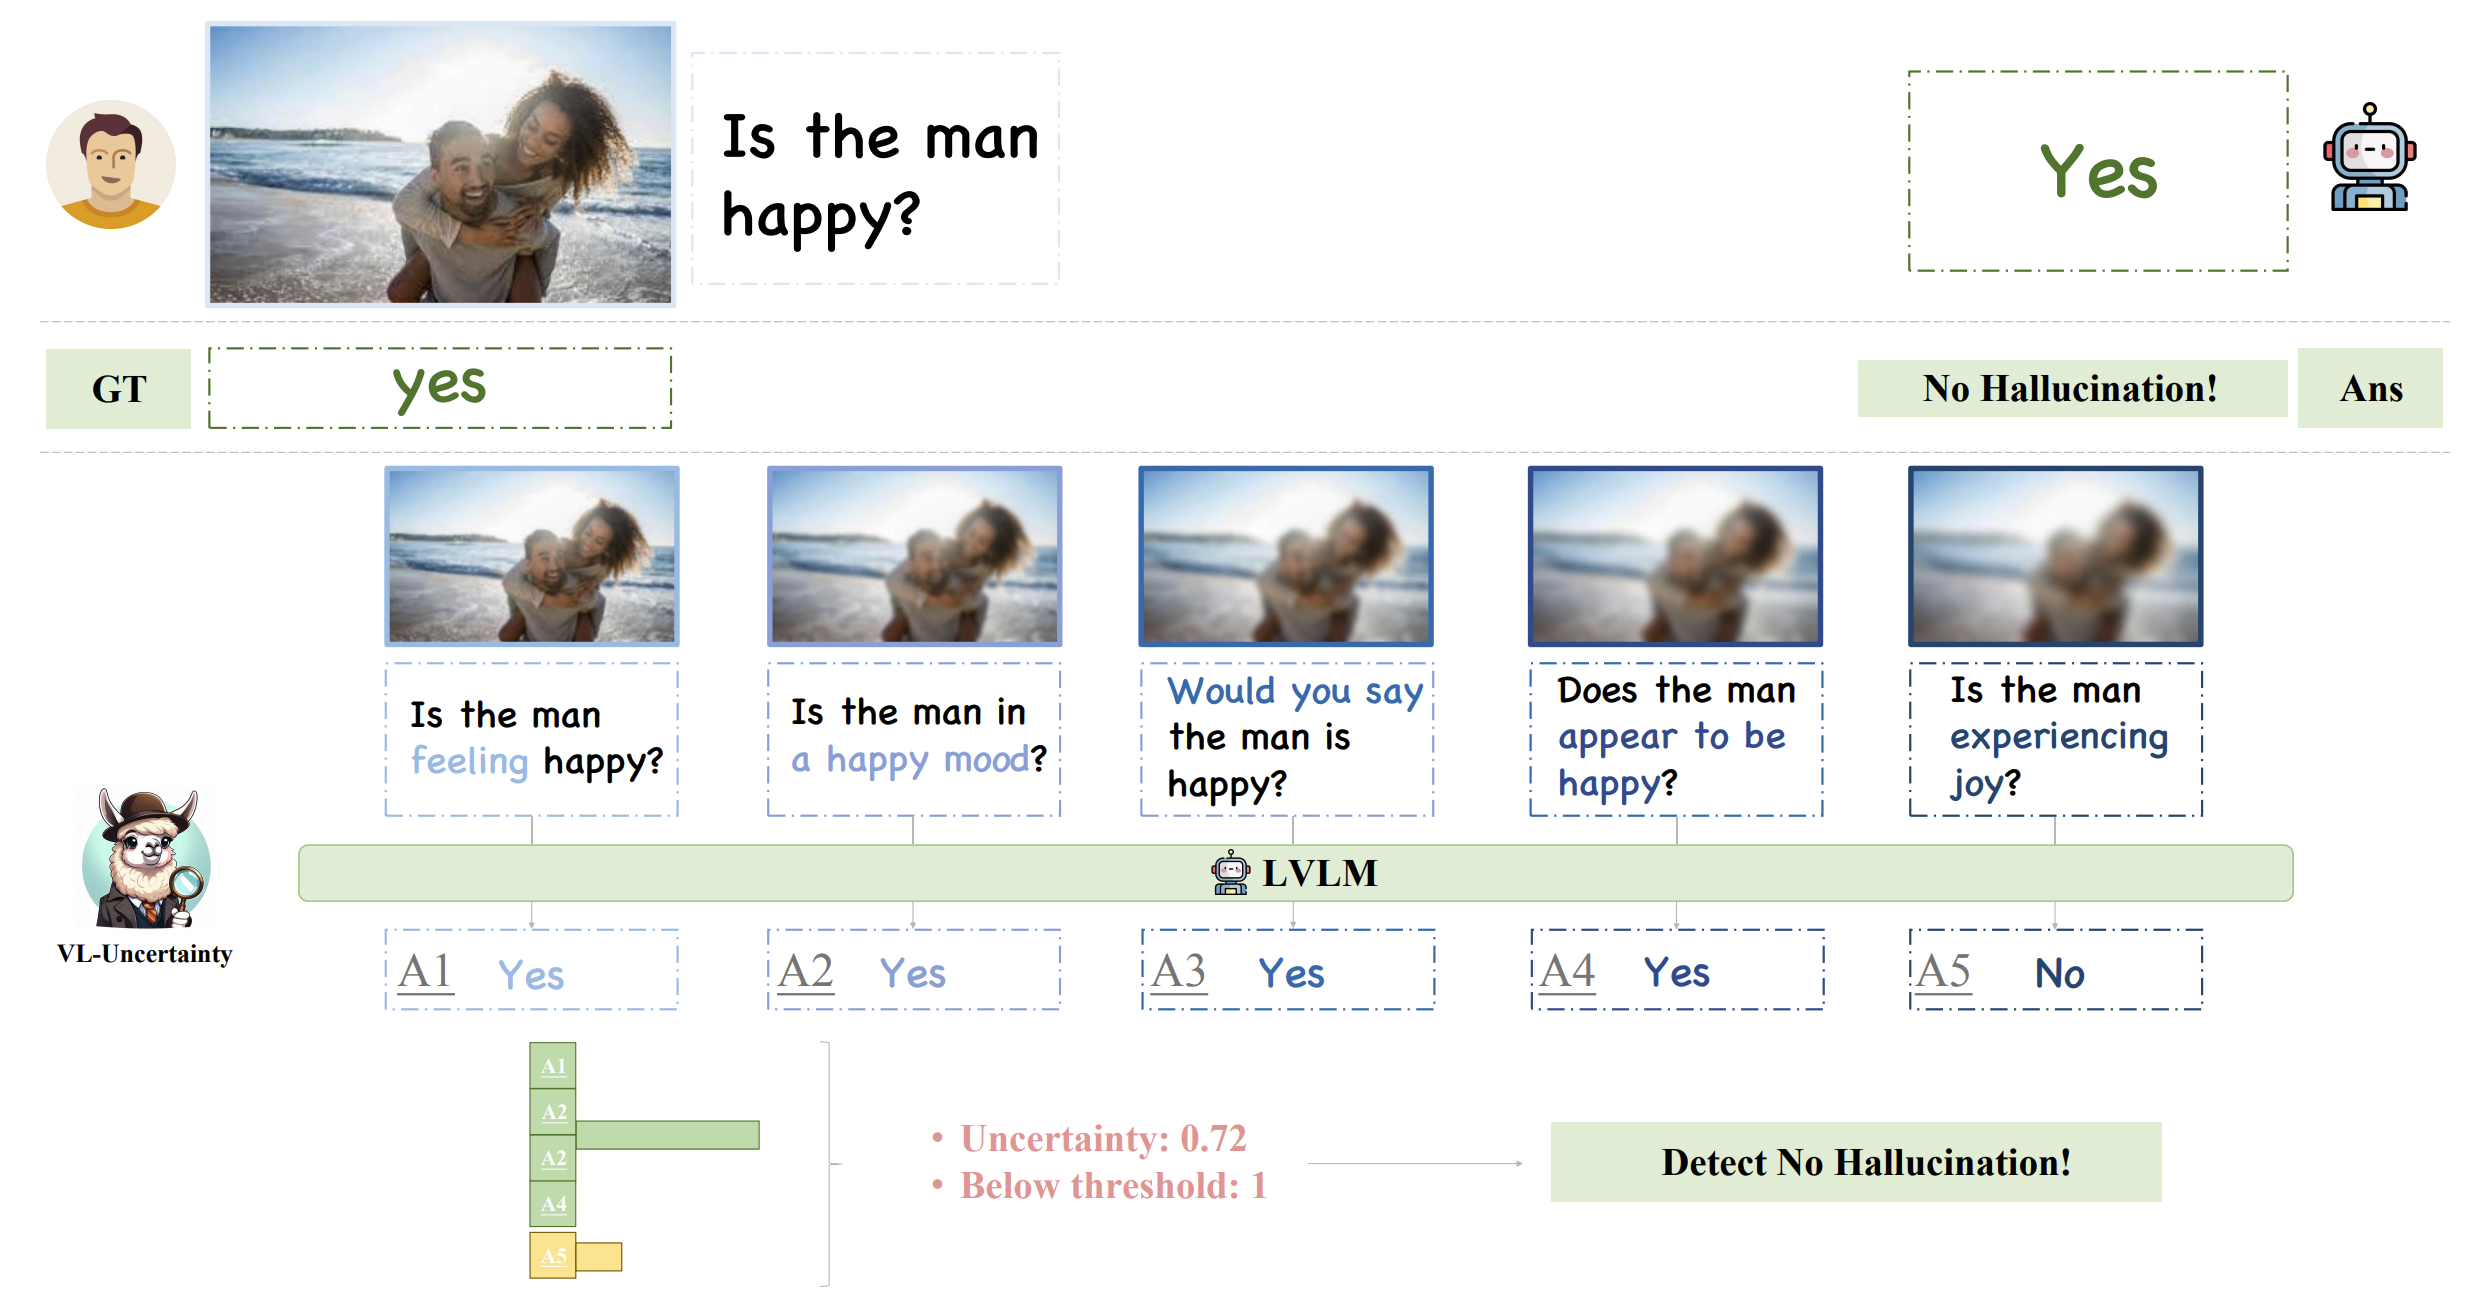 Is the man
happy?
Yes
GT
yes
No Hallucination!
Ans
Is the man
feeling happy?
Is the man in
a happy mood?
Would you say
the man is
happy?
Does the man
appear to be
happy?
Is the man
experiencing
joy?
LVLM
VL-Uncertainty
A1 Yes
A2 Yes
A3 Yes
A4 Yes
A5 No
A1
A2
A2
A4
A5
• Uncertainty: 0.72
• Below threshold: 1
Detect No Hallucination!